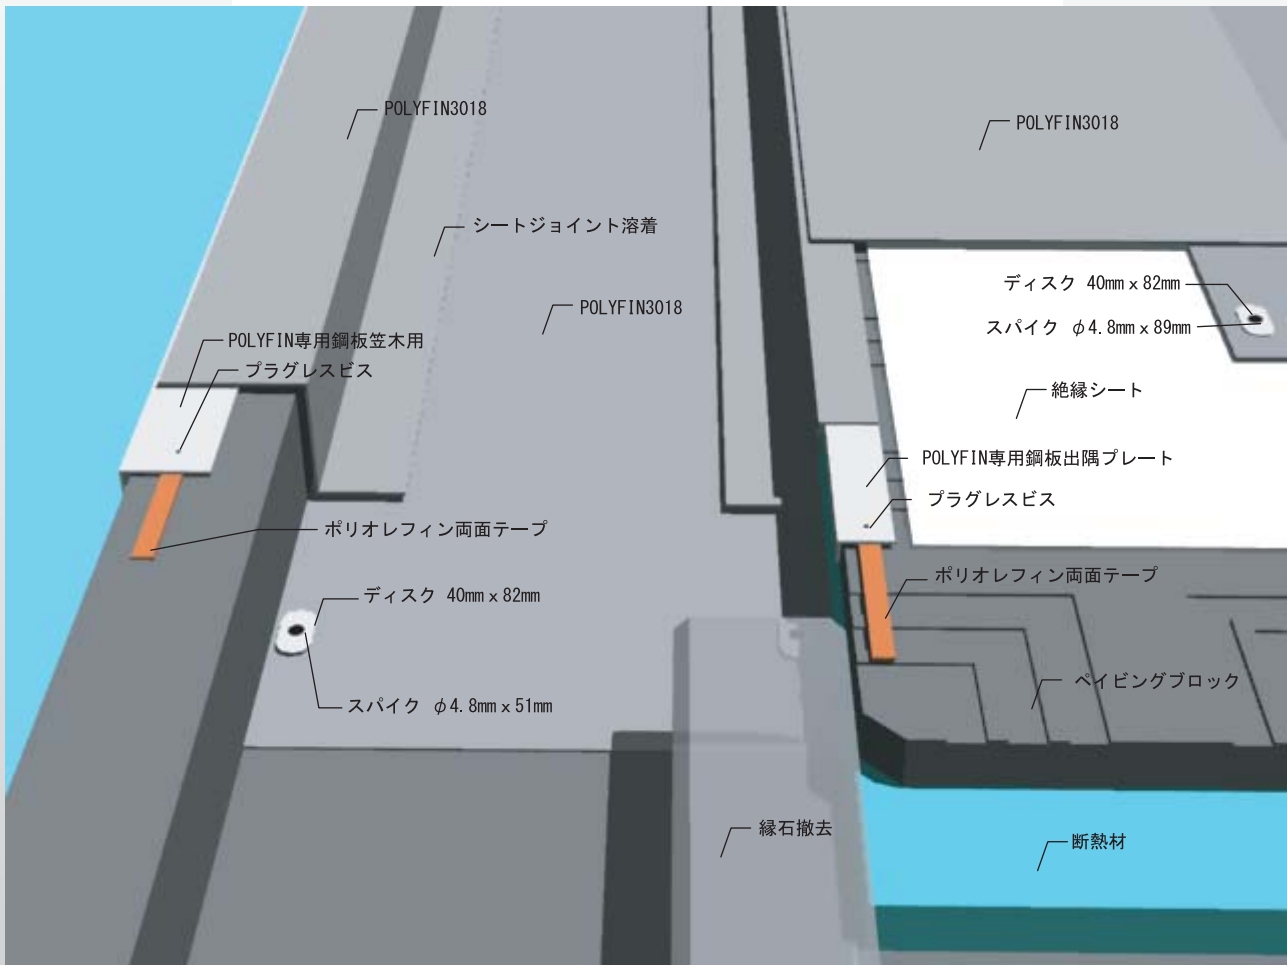 POLYFIN3018
POLYFIN3018
シートジョイント溶着
ディスク 40mm x 82mm
POLYFIN3018
スパイク φ4.8mm x 89mm
POLYFIN専用鋼板笠木用
プラグレスビス
絶縁シート
POLYFIN専用鋼板出隅プレート
プラグレスビス
ポリオレフィン両面テープ
ポリオレフィン両面テープ
ディスク 40mm x 82mm
ペイビングブロック
スパイク φ4.8mm x 51mm
縁石撤去
断熱材